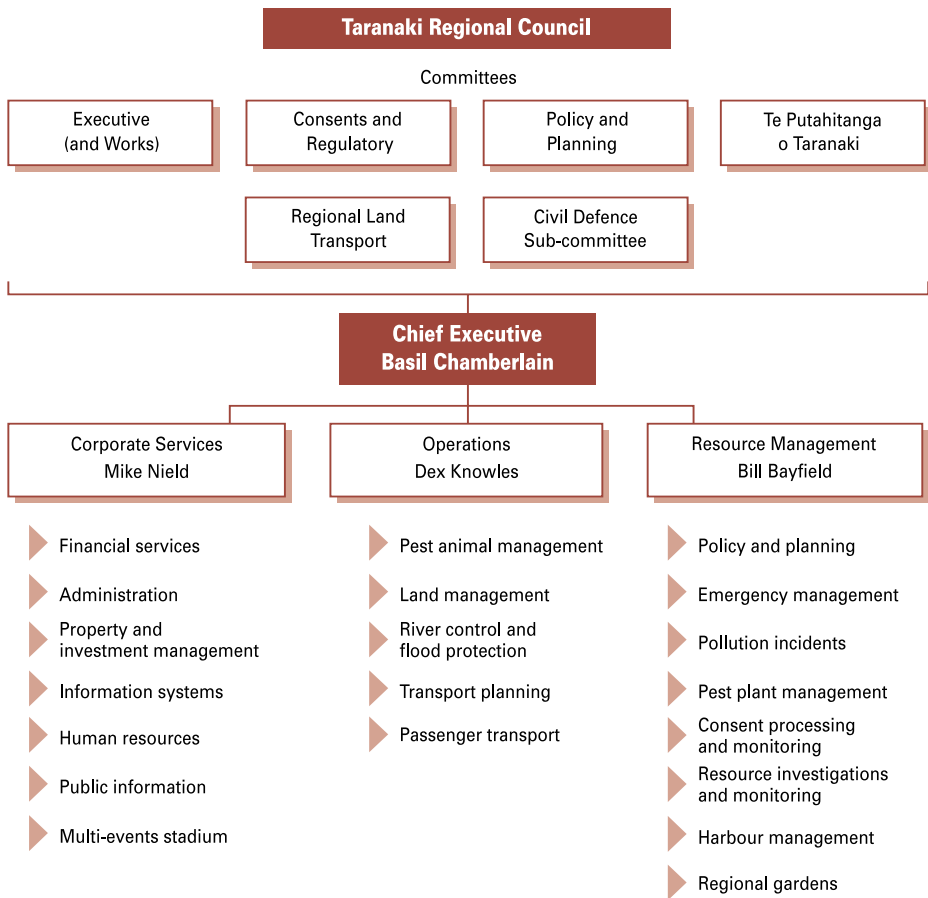 Taranaki Regional Council
Committees
Executive
(and Works)
Consents and
Regulatory
Policy and
Planning
Te Putahitanga
o Taranaki
Regional Land
Transport
Civil Defence
Sub-committee
Chief Executive
Basil Chamberlain
Corporate Services
Mike Nield
Operations
Dex Knowles
Resource Management
Bill Bayfield
Financial services
Administration
Property and
investment management
Information systems
Human resources
Public information
Multi-events stadium
Pest animal management
Land management
River control and
flood protection
Transport planning
Passenger transport
Policy and planning
Emergency management
Pollution incidents
Pest plant management
Consent processing
and monitoring
Resource investigations
and monitoring
Harbour management
Regional gardens